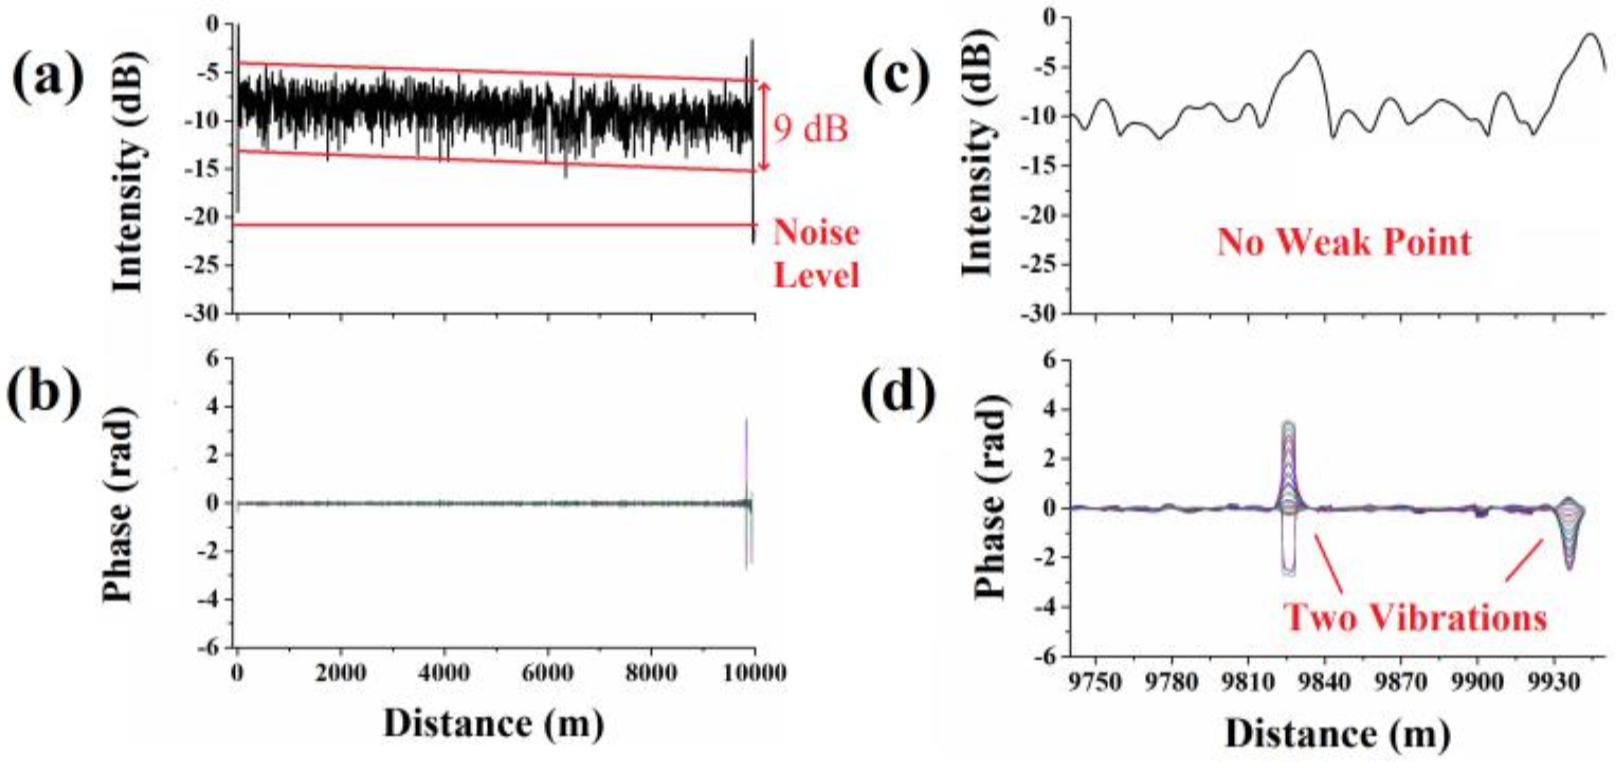 (a)
Intensity (dB)
0
-5
-10
-15
-20
-25
-30
9 dB
Noise
Level
(c)
Intensity (dB)
0
-5
-10
-15
-20
-25
-30
No Weak Point
(b)
Phase (rad)
6
4
2
0
-2
-4
-6
0 2000 4000 6000 8000 10000
Distance (m)
(d)
Phase (rad)
6
4
2
0
-2
-4
-6
Two Vibrations
9750 9780 9810 9840 9870 9900 9930
Distance (m)